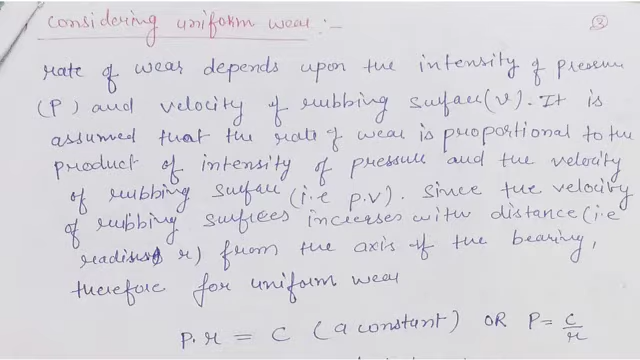 considering uniform wear :-
3
rate of wear depends upon the intensity of pressure
(P) and velocity of rubbing surface (v). It is
assumed that the rate of wear is proportional to the
product of intensity of pressure and the velocity
of rubbing surface (i.e p.v). Since the velocity
of rubbing surfaces increases with distance (i.e
radius r) from the axis of the bearing,
therefore for uniform wear
P.r = C (a constant) OR P = C/r